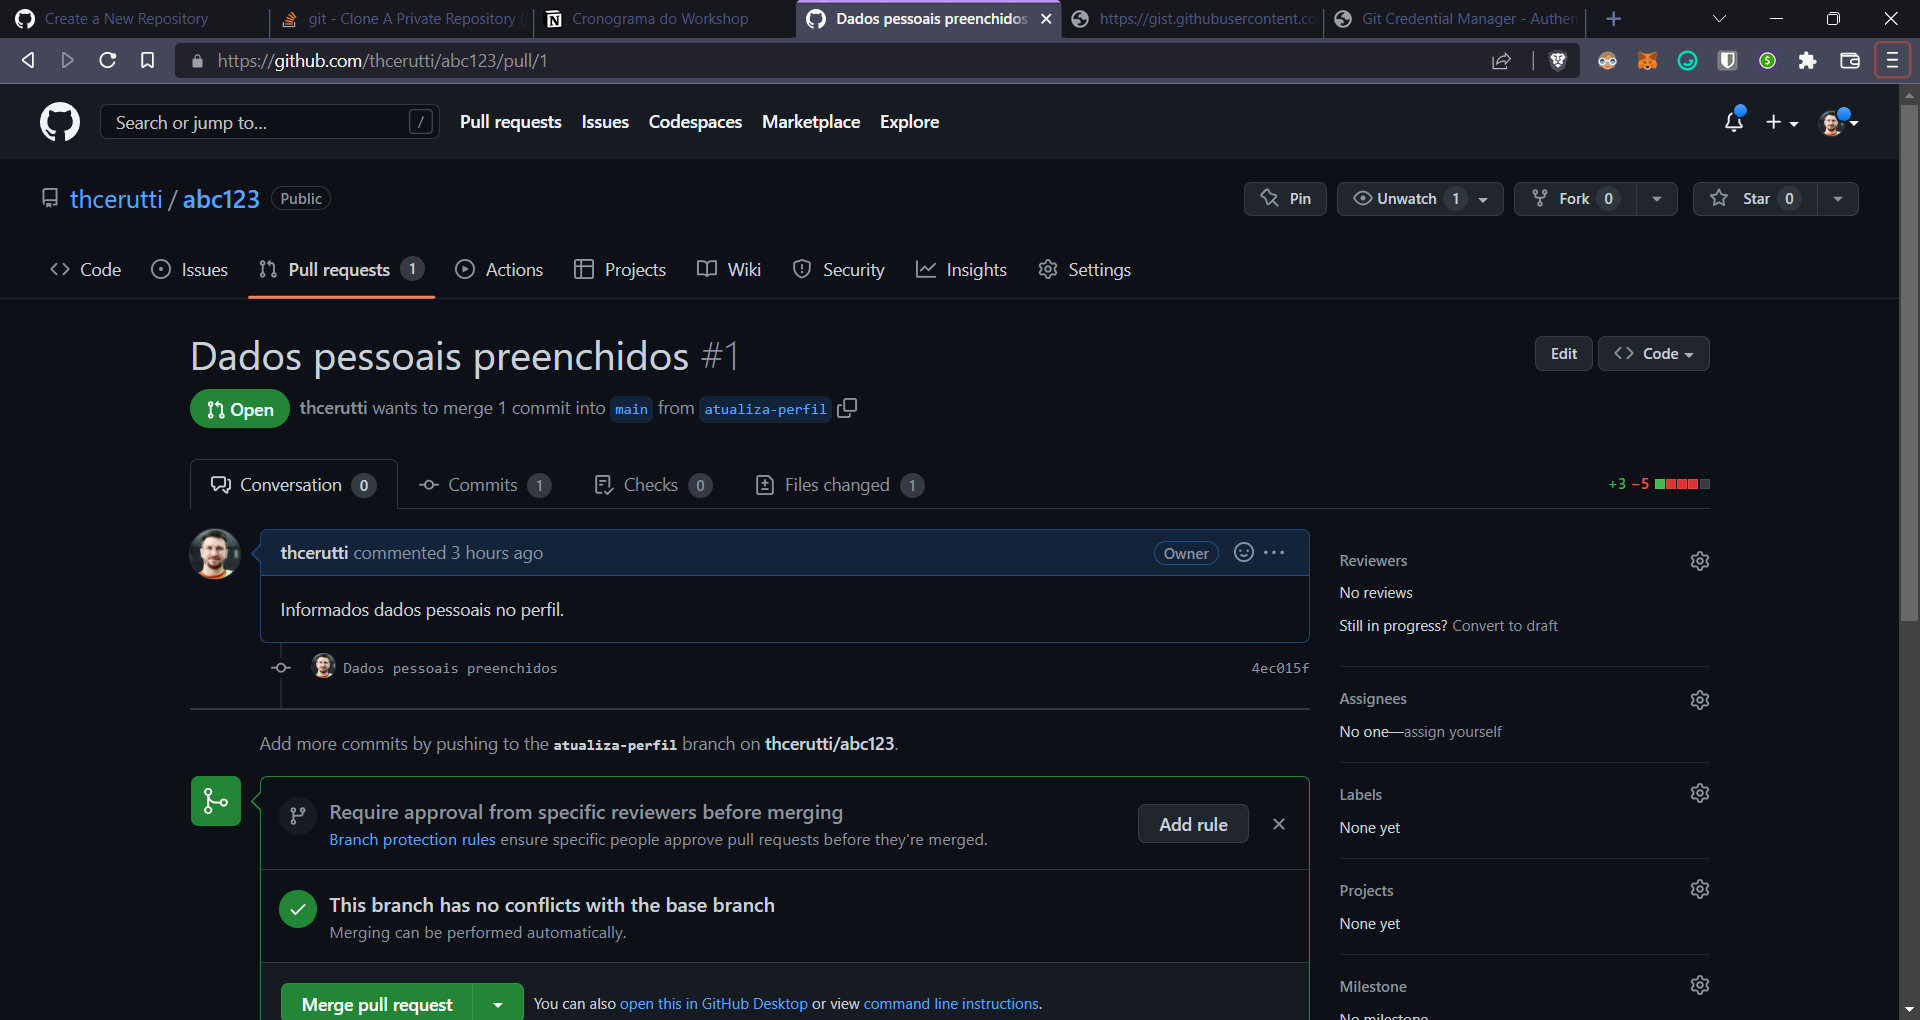 Create a New Repository
git - Clone A Private Repository (
Cronograma do Workshop
Dados pessoais preenchidos
https://gist.githubusercontent.co
Git Credential Manager - Authen
https://github.com/thcerutti/abc123/pull/1
Search or jump to... /
Pull requests Issues Codespaces Marketplace Explore
thcerutti / abc123 Public
Pin
Unwatch 1
Fork 0
Star 0
Code Issues Pull requests 1 Actions Projects Wiki Security Insights Settings
Dados pessoais preenchidos #1
Edit
<> Code
Open thcerutti wants to merge 1 commit into main from atualiza-perfil
Conversation 0 Commits 1 Checks 0 Files changed 1
+3 −5
thcerutti commented 3 hours ago
Owner
Informados dados pessoais no perfil.
Dados pessoais preenchidos 4ec015f
Add more commits by pushing to the atualiza-perfil branch on thcerutti/abc123.
Require approval from specific reviewers before merging
Branch protection rules ensure specific people approve pull requests before they're merged.
Add rule
This branch has no conflicts with the base branch
Merging can be performed automatically.
Merge pull request
You can also open this in GitHub Desktop or view command line instructions.
Reviewers
No reviews
Still in progress? Convert to draft
Assignees
No one—assign yourself
Labels
None yet
Projects
None yet
Milestone
No milestone